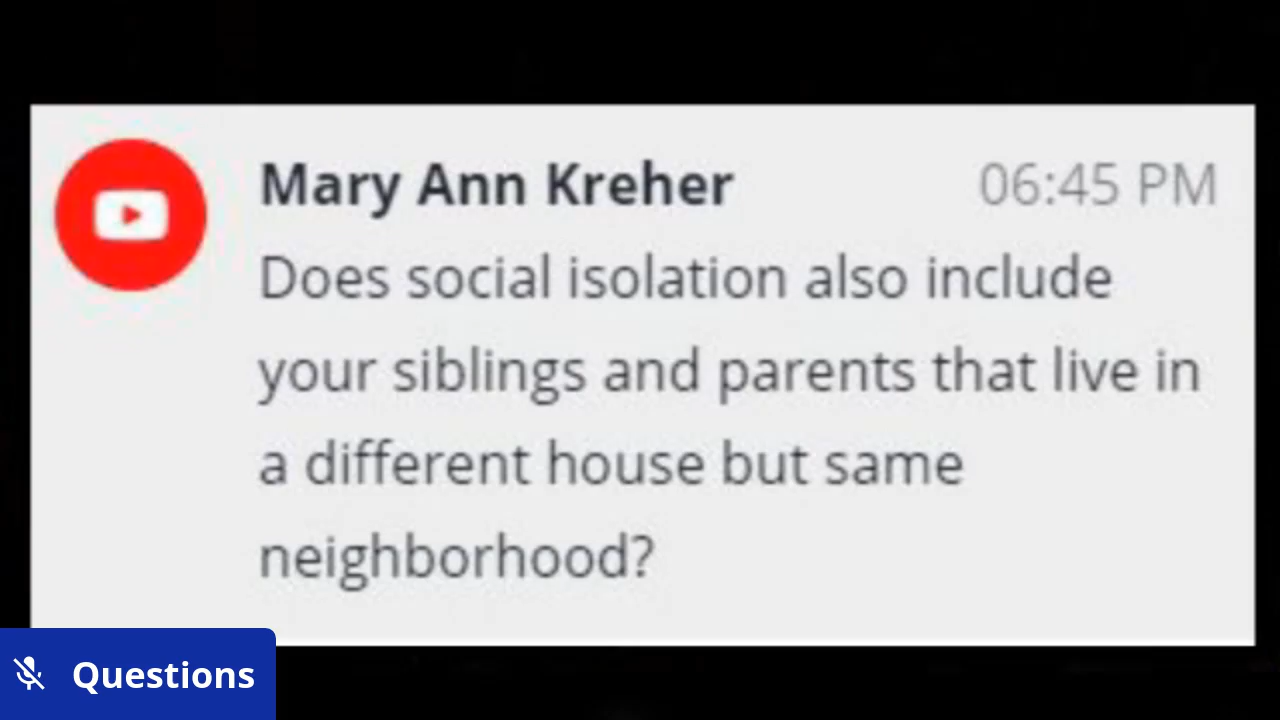 Mary Ann Kreher 06:45 PM
Does social isolation also include
your siblings and parents that live in
a different house but same
neighborhood?
Questions